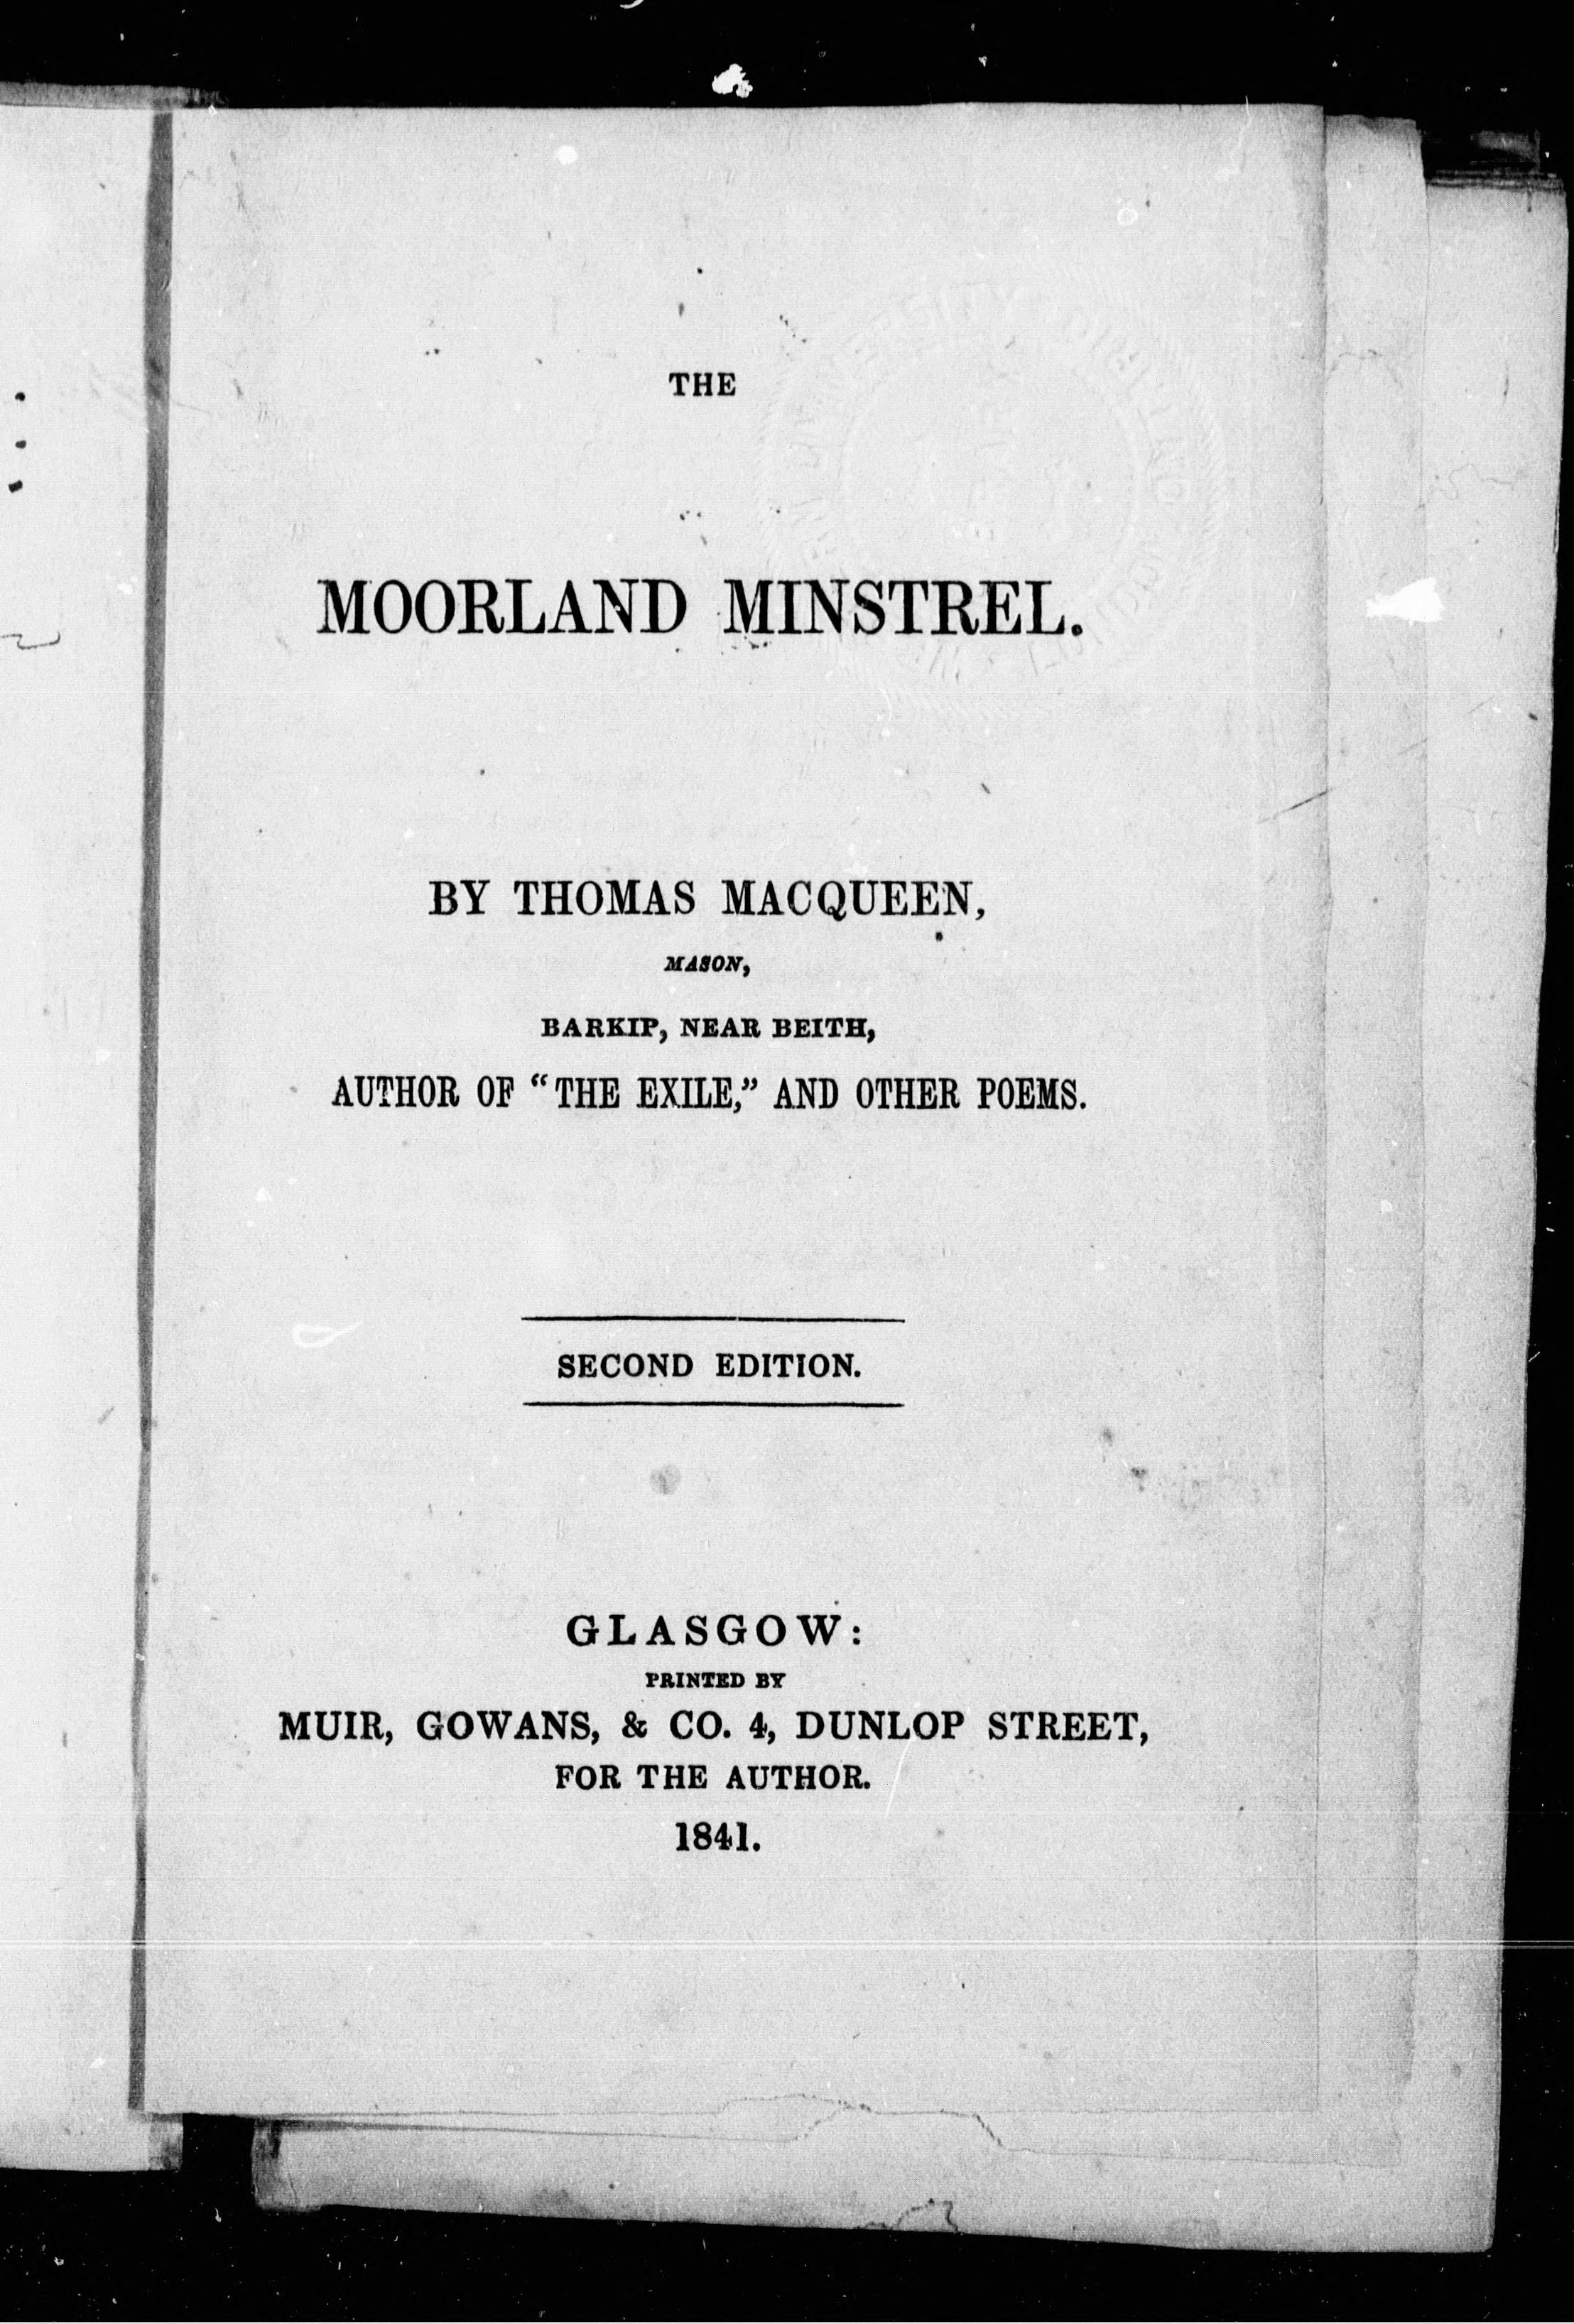 THE
MOORLAND MINSTREL.
BY THOMAS MACQUEEN,
MASON,
BARKIP, NEAR BEITH,
AUTHOR OF "THE EXILE," AND OTHER POEMS.
SECOND EDITION.
GLASGOW:
PRINTED BY
MUIR, GOWANS, & CO. 4, DUNLOP STREET,
FOR THE AUTHOR.
1841.